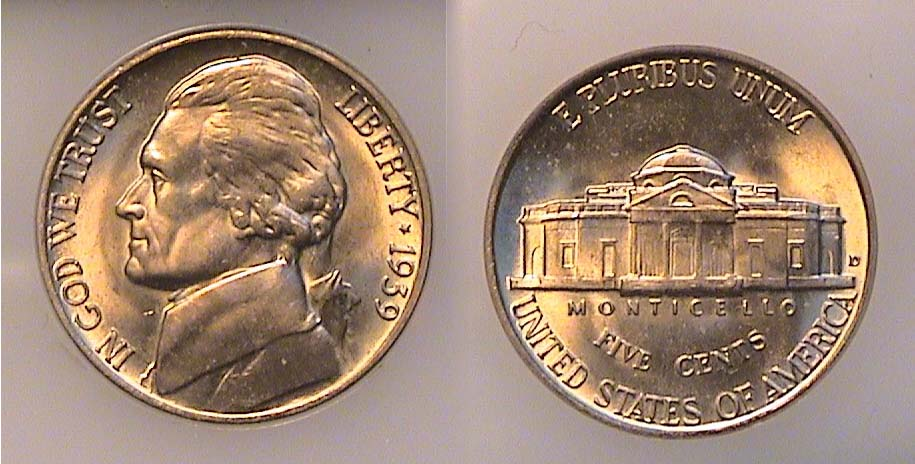 IN GOD WE TRUST
LIBERTY ★ 1939
E PLURIBUS UNUM
D
MONTICELLO
FIVE CENTS
UNITED STATES OF AMERICA